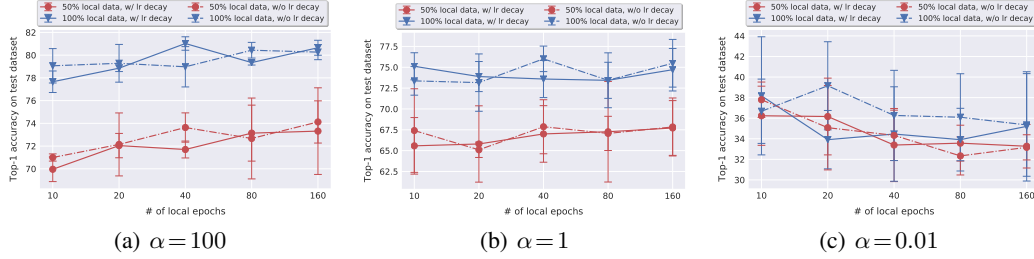 50% local data, w/ lr decay
50% local data, w/o lr decay
100% local data, w/ lr decay
100% local data, w/o lr decay
Top-1 accuracy on test dataset
82
80
78
76
74
72
70
10
20
40
80
160
# of local epochs
(a) α=100
50% local data, w/ lr decay
50% local data, w/o lr decay
100% local data, w/ lr decay
100% local data, w/o lr decay
Top-1 accuracy on test dataset
77.5
75.0
72.5
70.0
67.5
65.0
62.5
10
20
40
80
160
# of local epochs
(b) α=1
50% local data, w/ lr decay
50% local data, w/o lr decay
100% local data, w/ lr decay
100% local data, w/o lr decay
Top-1 accuracy on test dataset
44
42
40
38
36
34
32
30
10
20
40
80
160
# of local epochs
(c) α=0.01